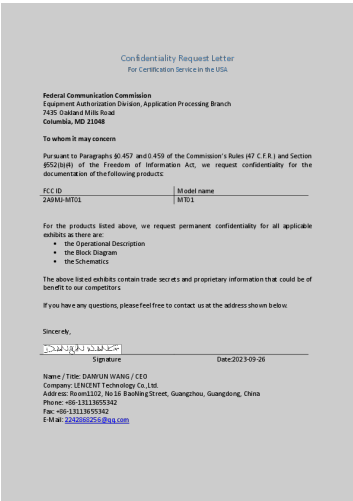 Confidentiality Request Letter
For Certification Service in the USA
Federal Communication Commission
Equipment Authorization Division, Application Processing Branch
7435 Oakland Mills Road
Columbia, MD 21048
To whom it may concern
Pursuant to Paragraphs §0.457 and 0.459 of the Commission's Rules (47 C.F.R.) and Section
§552(b)(4) of the Freedom of Information Act, we request confidentiality for the
documentation of the following products:
FCC ID Model name
2A9MJ-MT01 MT01
For the products listed above, we request permanent confidentiality for all applicable
exhibits as there are:
• the Operational Description
• the Block Diagram
• the Schematics
The above listed exhibits contain trade secrets and proprietary information that could be of
benefit to our competitors.
If you have any questions, please feel free to contact us at the address shown below.
Sincerely,
DANYUN WANG
Signature Date:2023-09-26
Name / Title: DANYUN WANG / CEO
Company: LENCENT Technology Co.,Ltd.
Address: Room1102, No 16 BaoNing Street, Guangzhou, Guangdong, China
Phone: +86-13113655342
Fax: +86-13113655342
E-Mail: 2242868256@qq.com